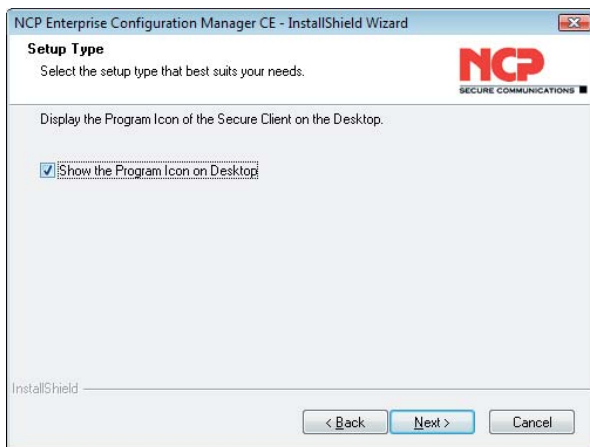 NCP Enterprise Configuration Manager CE - InstallShield Wizard
Setup Type
Select the setup type that best suits your needs.
NCP
SECURE COMMUNICATIONS
Display the Program Icon of the Secure Client on the Desktop.
Show the Program Icon on Desktop
InstallShield
< Back
Next >
Cancel